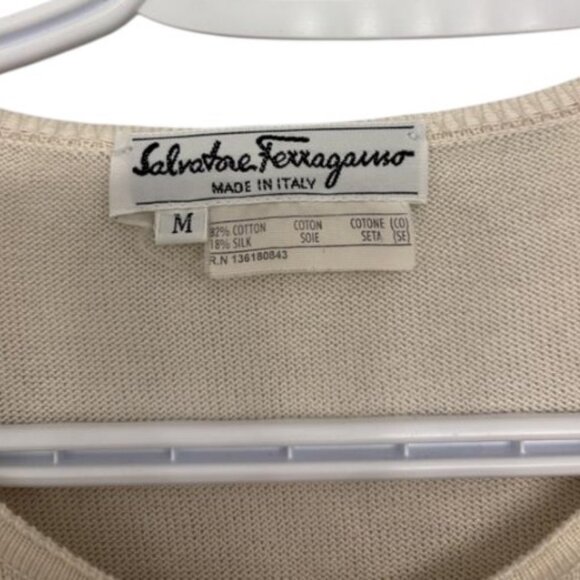 Salvatore Ferragamo
MADE IN ITALY
M
82% COTTON COTON COTONE (CO)
18% SILK SOIE SETA (SE)
R.N 136180843